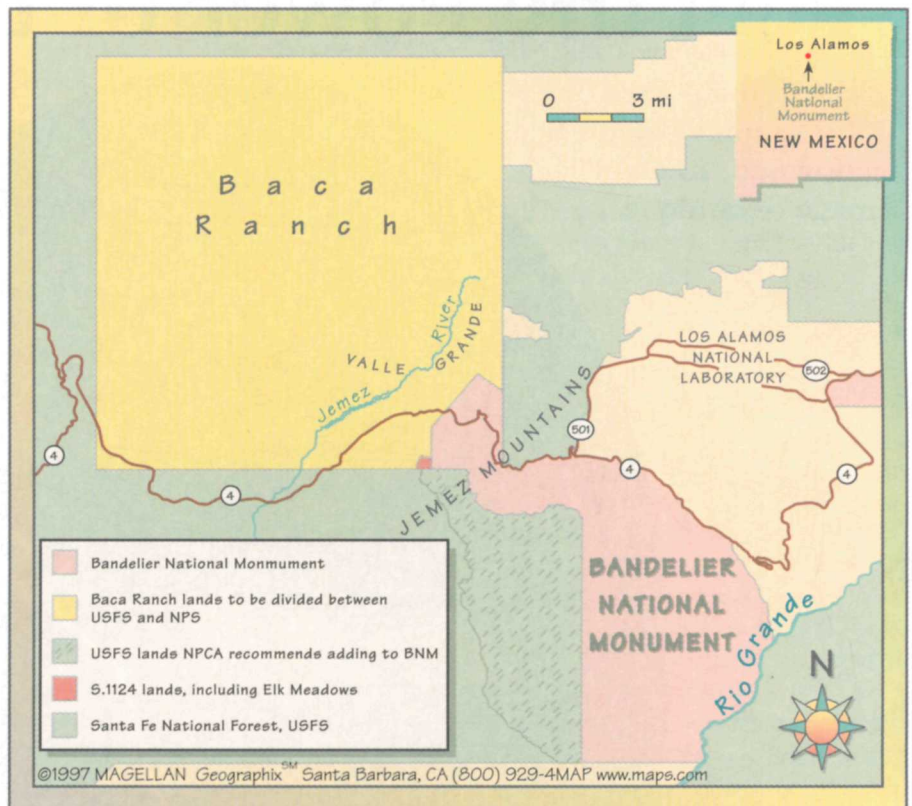 Los Alamos
Bandelier
National
Monument
NEW MEXICO
0 3 mi
Baca
Ranch
Jemez River
VALLE GRANDE
JEMEZ MOUNTAINS
LOS ALAMOS
NATIONAL
LABORATORY
502
501
4
4
4
4
BANDELIER
NATIONAL
MONUMENT
Rio Grande
N
Bandelier National Monmument
Baca Ranch lands to be divided between
USFS and NPS
USFS lands NPCA recommends adding to BNM
S.1124 lands, including Elk Meadows
Santa Fe National Forest, USFS
©1997 MAGELLAN Geographix℠ Santa Barbara, CA (800) 929-4MAP www.maps.com